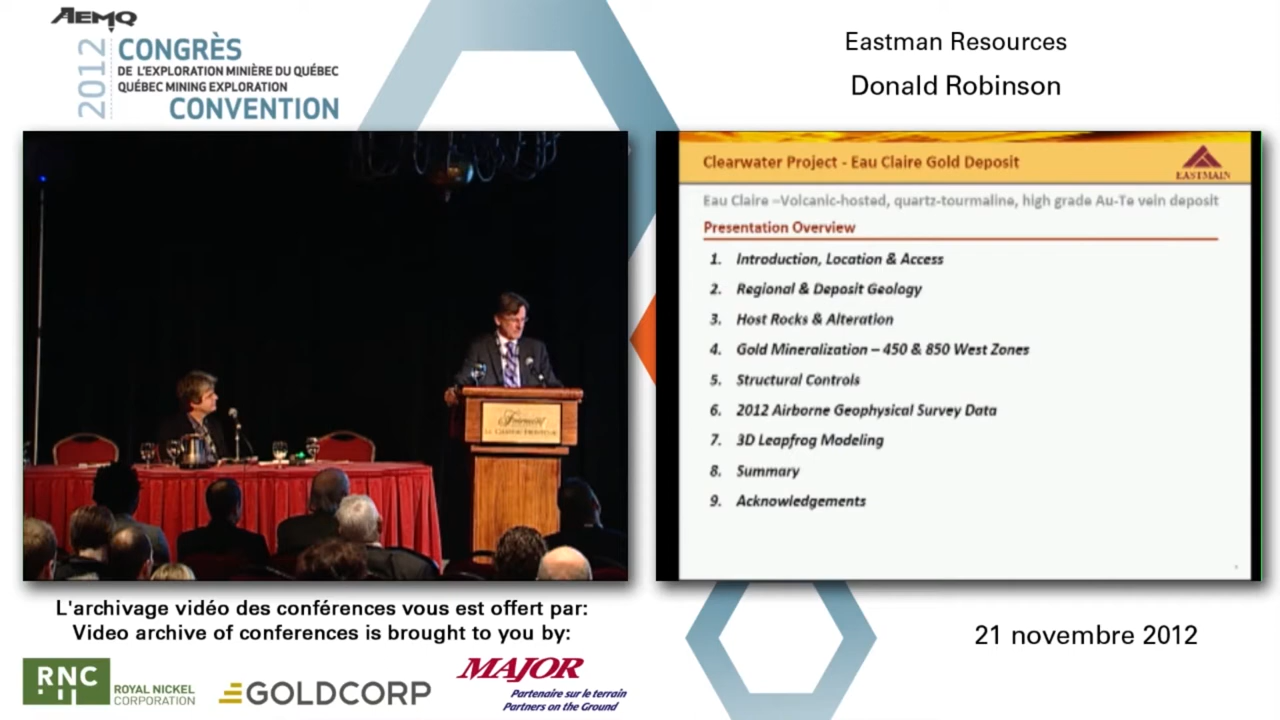 AEMQ
2012
CONGRÈS
DE L'EXPLORATION MINIÈRE DU QUÉBEC
QUÉBEC MINING EXPLORATION
CONVENTION
Eastman Resources
Donald Robinson
Clearwater Project - Eau Claire Gold Deposit
EASTMAIN
Eau Claire –Volcanic-hosted, quartz-tourmaline, high grade Au-Te vein deposit
Presentation Overview
1. Introduction, Location & Access
2. Regional & Deposit Geology
3. Host Rocks & Alteration
4. Gold Mineralization – 450 & 850 West Zones
5. Structural Controls
6. 2012 Airborne Geophysical Survey Data
7. 3D Leapfrog Modeling
8. Summary
9. Acknowledgements
Fairmont
L'archivage vidéo des conférences vous est offert par:
Video archive of conferences is brought to you by:
21 novembre 2012
RNC
ROYAL NICKEL
CORPORATION
GOLDCORP
MAJOR
Partenaire sur le terrain
Partners on the Ground